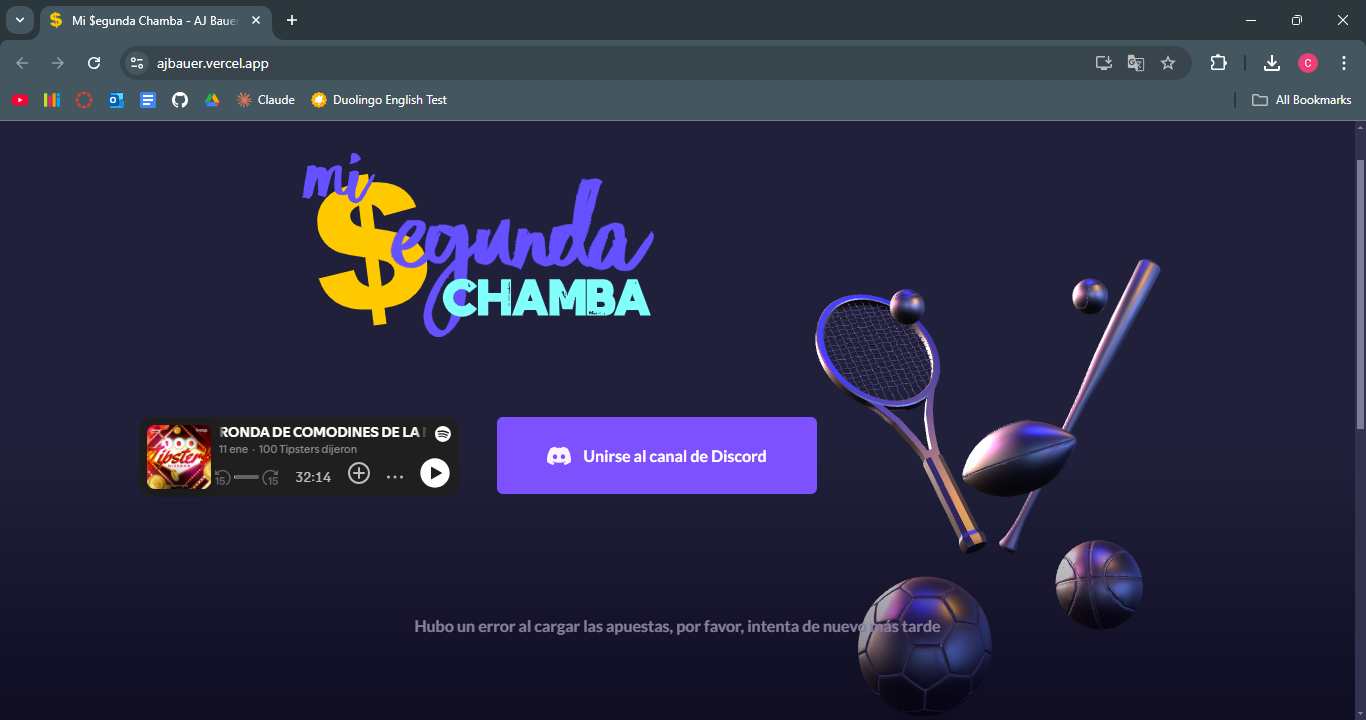 Mi $egunda Chamba - AJ Baue
ajbauer.vercel.app
C
Claude
Duolingo English Test
All Bookmarks
mi
$egunda
CHAMBA
RONDA DE COMODINES DE LA
11 ene · 100 Tipsters dijeron
15
15
32:14
Unirse al canal de Discord
Hubo un error al cargar las apuestas, por favor, intenta de nuevo más tarde